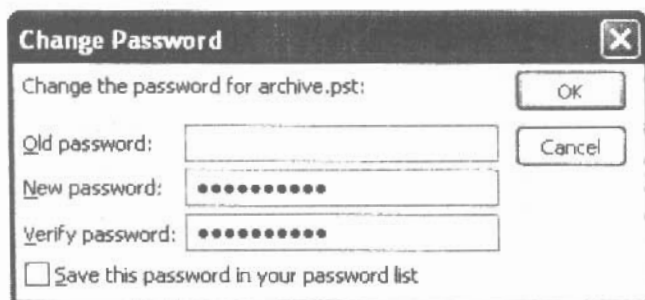 Change Password
Change the password for archive.pst:
OK
Old password:
Cancel
New password: ●●●●●●●●●●
Verify password: ●●●●●●●●●●
Save this password in your password list